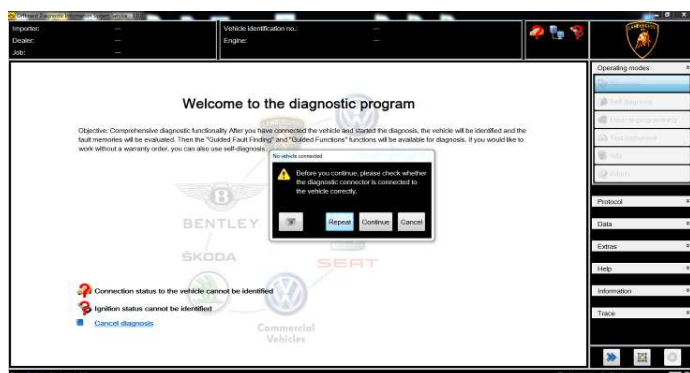 Offboard Diagnostic Information System Service
Importer:
Dealer:
Job:
Vehicle identification no.:
Engine:
Operating modes
Welcome to the diagnostic program
Objective: Comprehensive diagnostic functionality After you have connected the vehicle and started the diagnosis, the vehicle will be identified and the
fault memories will be evaluated. Then the "Guided Fault Finding" and "Guided Functions" functions will be available for diagnosis. If you would like to
work without a warranty order, you can also use self-diagnosis.
No vehicle connected
Before you continue, please check whether
the diagnostic connector is connected to
the vehicle correctly.
Repeat Continue Cancel
BENTLEY
ŠKODA
SEAT
Connection status to the vehicle cannot be identified
Ignition status cannot be identified
Cancel diagnosis
Commercial
Vehicles
Protocol
Data
Extras
Help
Information
Trace